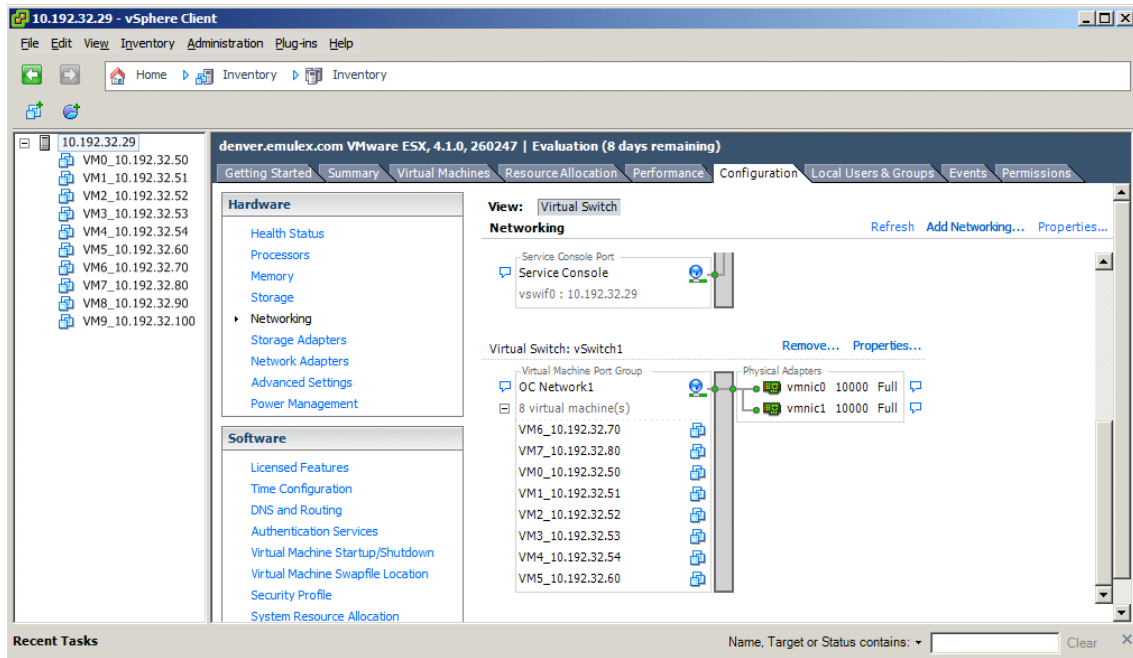 10.192.32.29 - vSphere Client
File Edit View Inventory Administration Plug-ins Help
Home Inventory Inventory
10.192.32.29
VM0_10.192.32.50
VM1_10.192.32.51
VM2_10.192.32.52
VM3_10.192.32.53
VM4_10.192.32.54
VM5_10.192.32.60
VM6_10.192.32.70
VM7_10.192.32.80
VM8_10.192.32.90
VM9_10.192.32.100
denver.emulex.com VMware ESX, 4.1.0, 260247 | Evaluation (8 days remaining)
Getting Started Summary Virtual Machines Resource Allocation Performance Configuration Local Users & Groups Events Permissions
Hardware
Health Status
Processors
Memory
Storage
Networking
Storage Adapters
Network Adapters
Advanced Settings
Power Management
Software
Licensed Features
Time Configuration
DNS and Routing
Authentication Services
Virtual Machine Startup/Shutdown
Virtual Machine Swapfile Location
Security Profile
System Resource Allocation
View: Virtual Switch
Networking Refresh Add Networking... Properties...
Service Console Port
Service Console
vswif0 : 10.192.32.29
Virtual Switch: vSwitch1 Remove... Properties...
Virtual Machine Port Group Physical Adapters
OC Network1 vmnic0 10000 Full
8 virtual machine(s) vmnic1 10000 Full
VM6_10.192.32.70
VM7_10.192.32.80
VM0_10.192.32.50
VM1_10.192.32.51
VM2_10.192.32.52
VM3_10.192.32.53
VM4_10.192.32.54
VM5_10.192.32.60
Recent Tasks Name, Target or Status contains: Clear